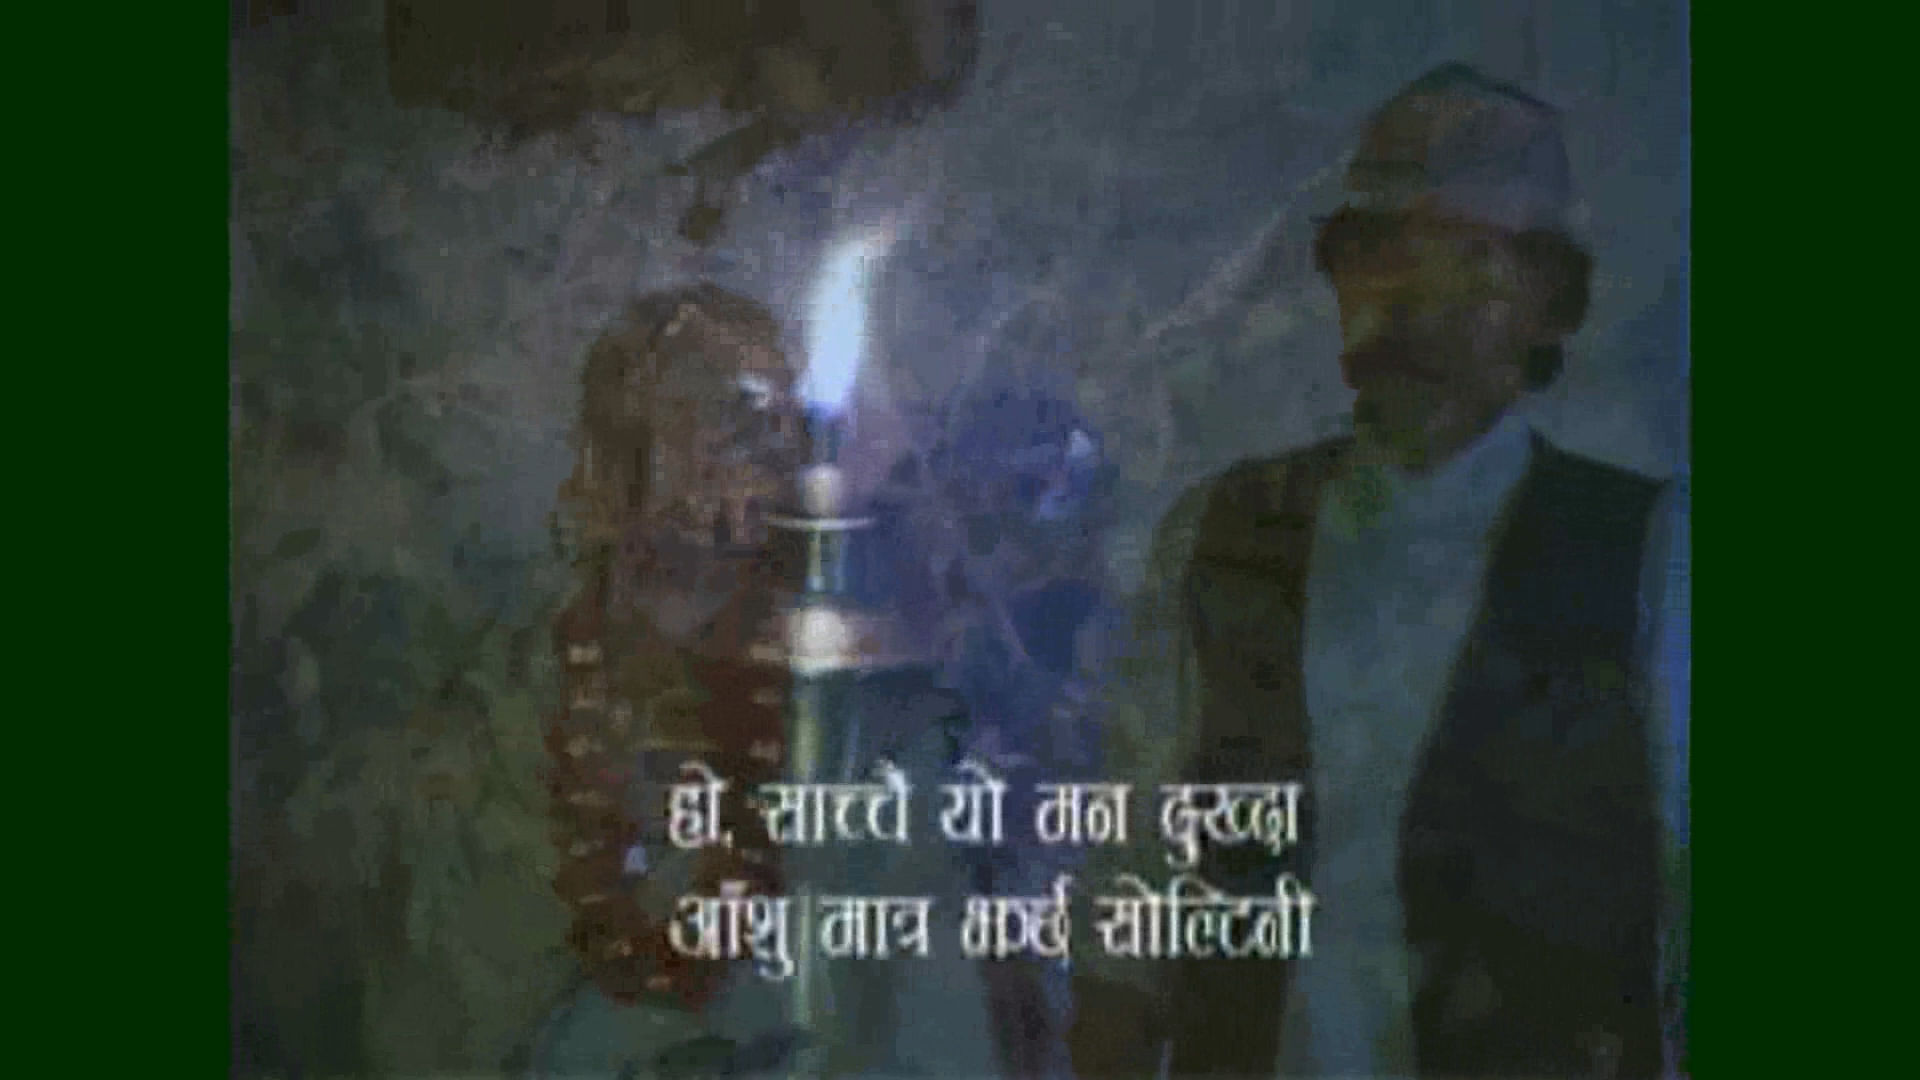 हो, साच्चै यो मन दुख्दा
आँशु मात्र झर्छ सोल्टिनी